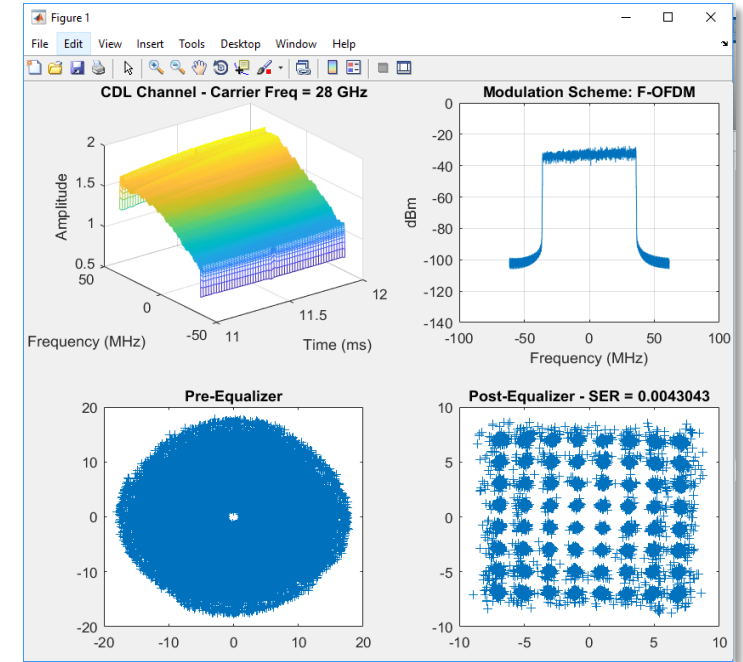 Figure 1
File Edit View Insert Tools Desktop Window Help
CDL Channel - Carrier Freq = 28 GHz
2
1.5
1
0.5
Amplitude
50
0
-50
Frequency (MHz)
11
11.5
12
Time (ms)
Modulation Scheme: F-OFDM
0
-20
-40
-60
-80
-100
-120
-140
dBm
-100 -50 0 50 100
Frequency (MHz)
Pre-Equalizer
20
10
0
-10
-20
-20 -10 0 10 20
Post-Equalizer - SER = 0.0043043
10
5
0
-5
-10
-10 -5 0 5 10